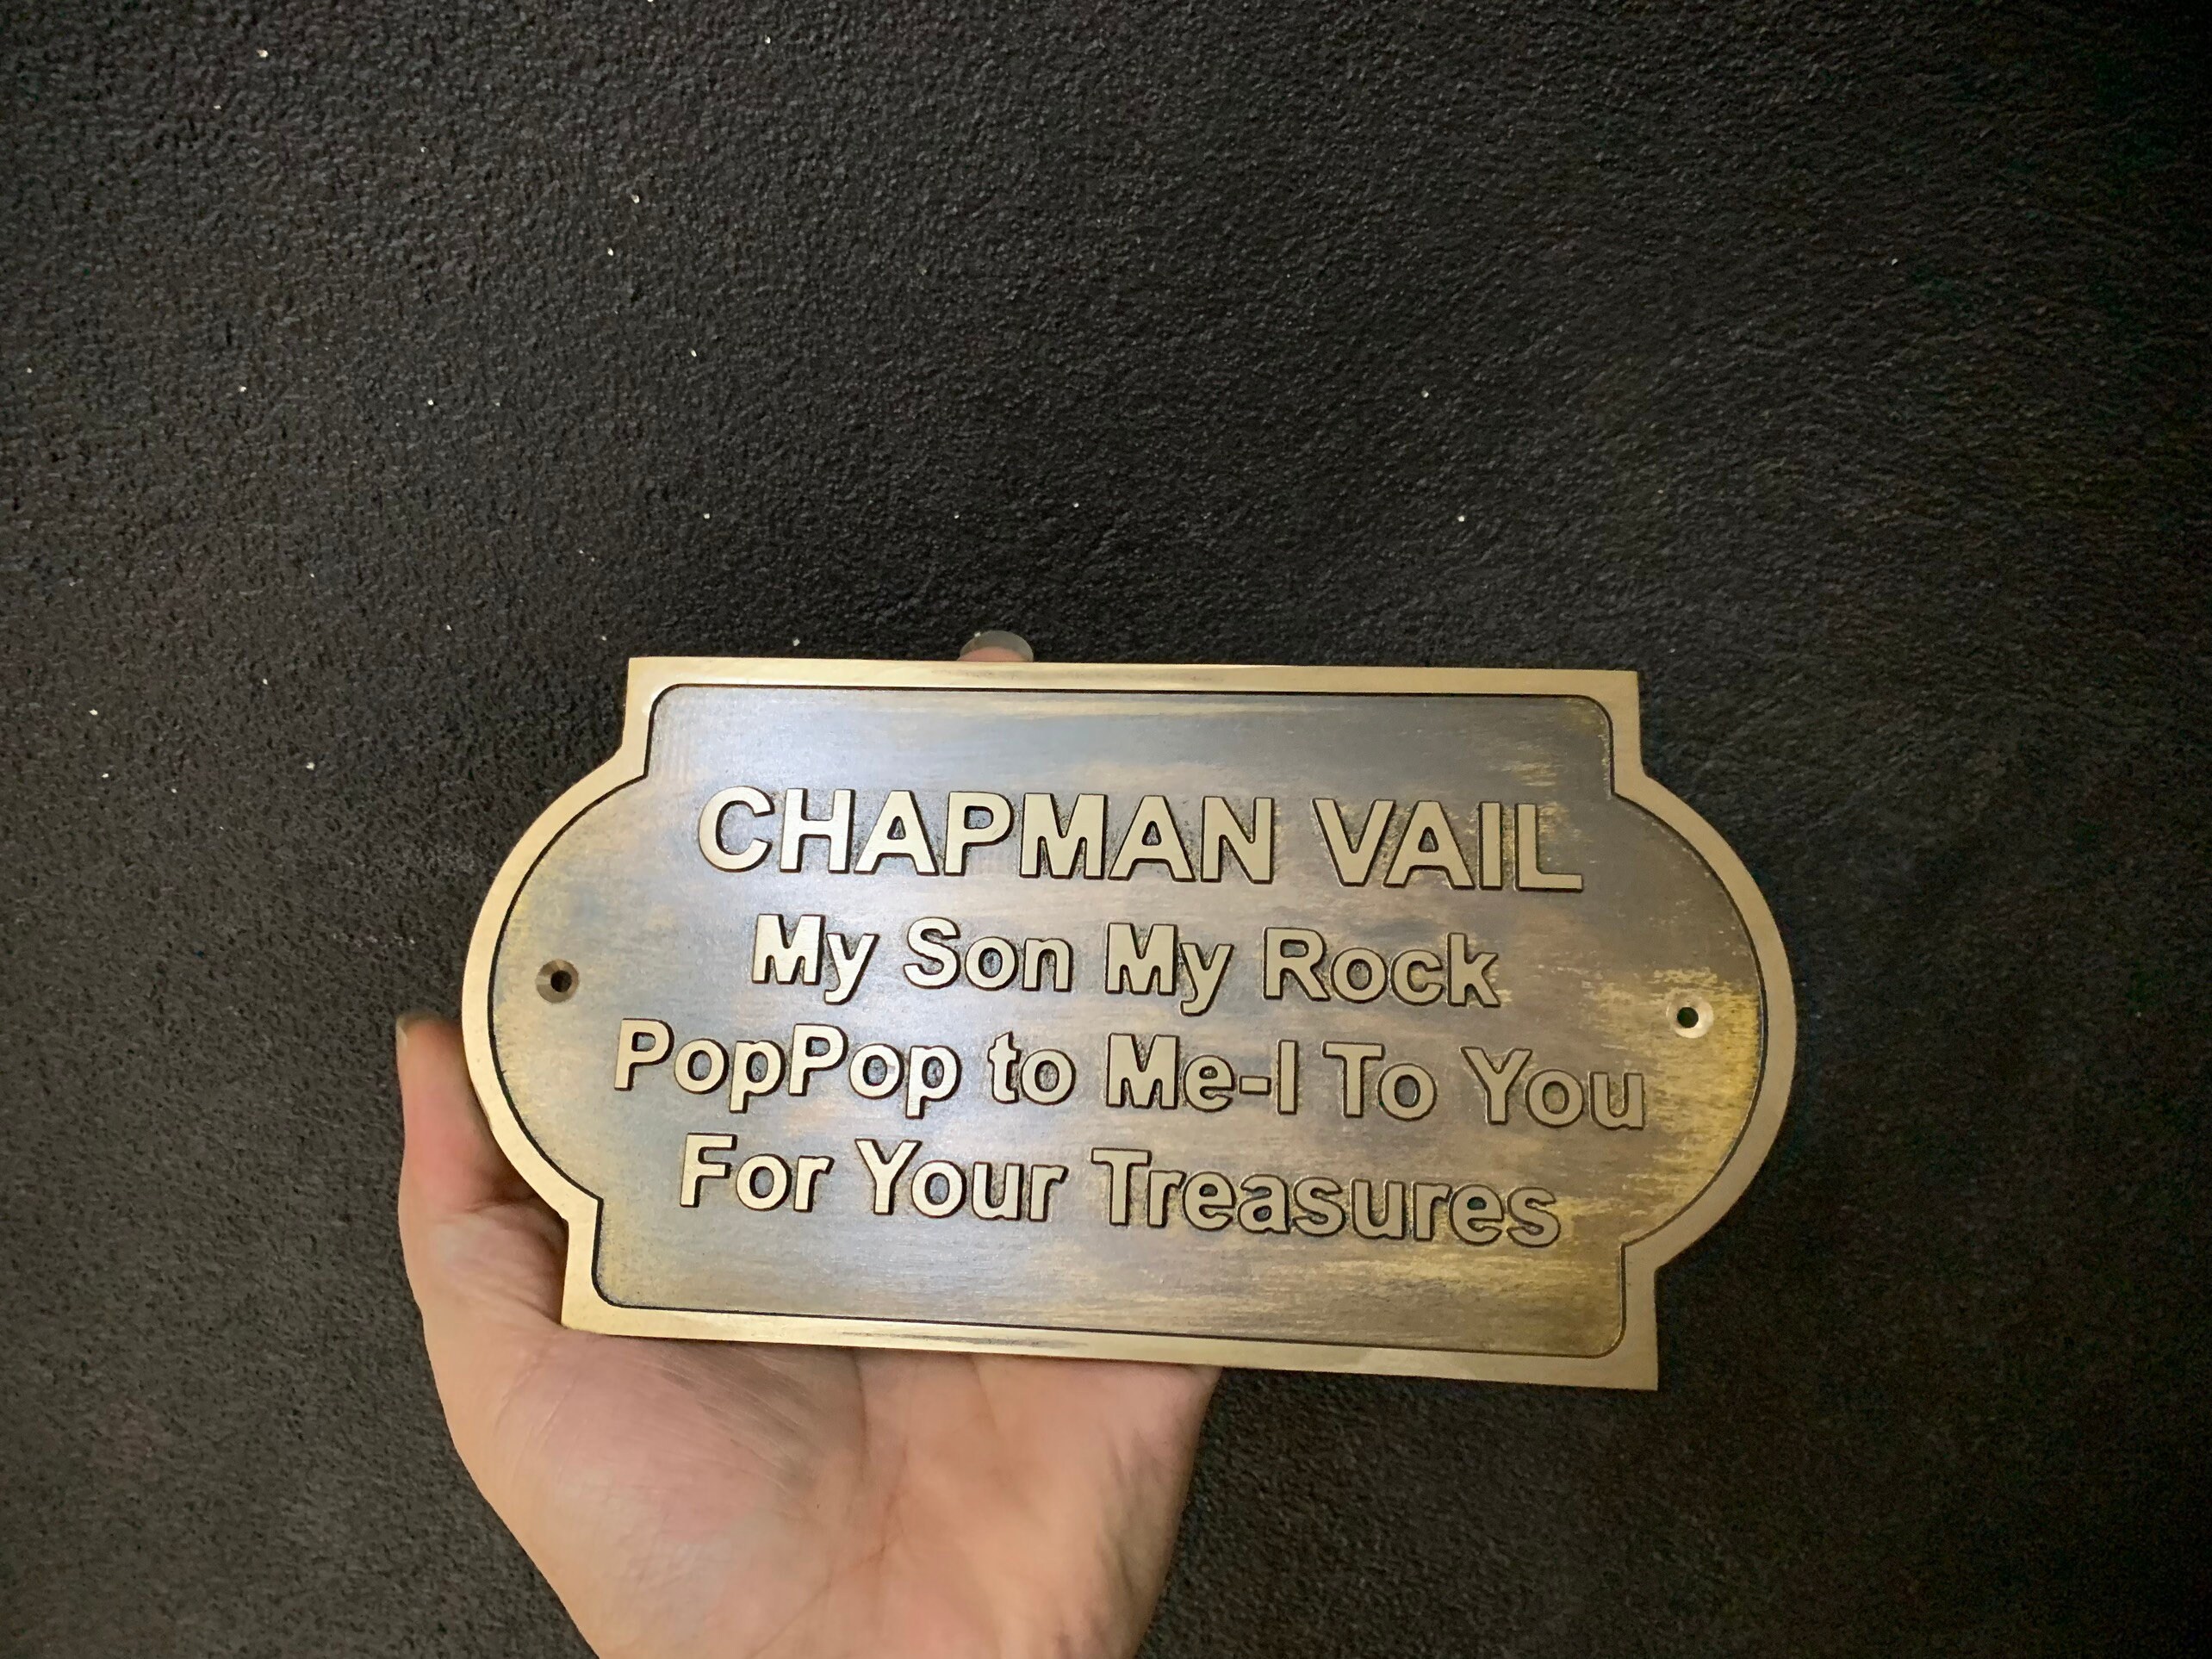 CHAPMAN VAIL
My Son My Rock
PopPop to Me-I To You
For Your Treasures